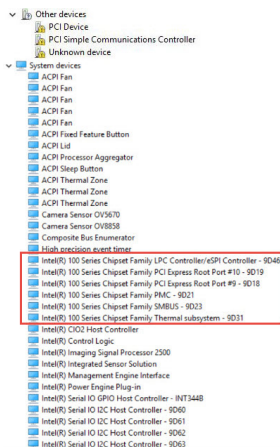 Other devices
PCI Device
PCI Simple Communications Controller
Unknown device
System devices
ACPI Fan
ACPI Fan
ACPI Fan
ACPI Fan
ACPI Fan
ACPI Fixed Feature Button
ACPI Lid
ACPI Processor Aggregator
ACPI Sleep Button
ACPI Thermal Zone
ACPI Thermal Zone
ACPI Thermal Zone
Camera Sensor OV5670
Camera Sensor OV8858
Composite Bus Enumerator
High precision event timer
Intel(R) 100 Series Chipset Family LPC Controller/eSPI Controller - 9D46
Intel(R) 100 Series Chipset Family PCI Express Root Port #10 - 9D19
Intel(R) 100 Series Chipset Family PCI Express Root Port #9 - 9D18
Intel(R) 100 Series Chipset Family PMC - 9D21
Intel(R) 100 Series Chipset Family SMBUS - 9D23
Intel(R) 100 Series Chipset Family Thermal subsystem - 9D31
Intel(R) CIO2 Host Controller
Intel(R) Control Logic
Intel(R) Imaging Signal Processor 2500
Intel(R) Integrated Sensor Solution
Intel(R) Management Engine Interface
Intel(R) Power Engine Plug-in
Intel(R) Serial IO GPIO Host Controller - INT344B
Intel(R) Serial IO I2C Host Controller - 9D60
Intel(R) Serial IO I2C Host Controller - 9D61
Intel(R) Serial IO I2C Host Controller - 9D62
Intel(R) Serial IO I2C Host Controller - 9D63